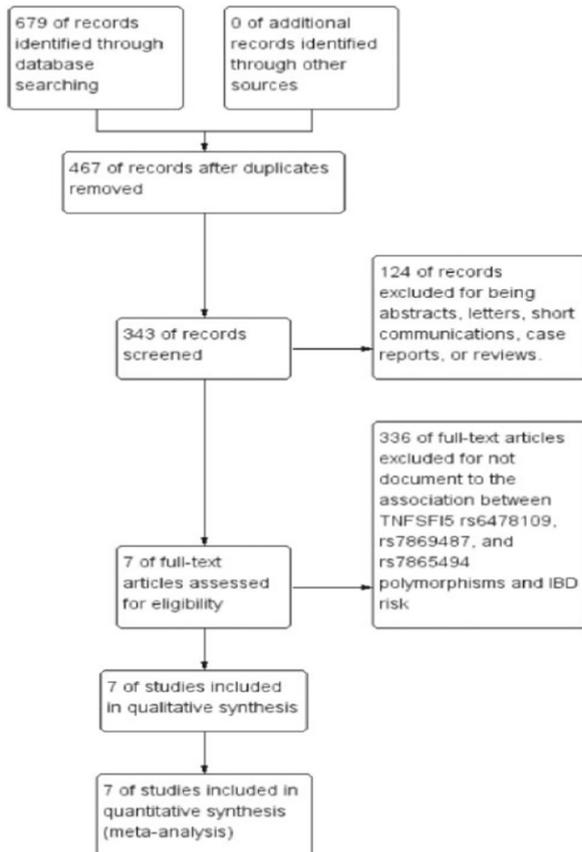 679 of records
identified through
database
searching
0 of additional
records identified
through other
sources
467 of records after duplicates
removed
124 of records
excluded for being
abstracts, letters, short
communications, case
reports, or reviews.
343 of records
screened
336 of full-text articles
excluded for not
document to the
association between
TNFSFI5 rs6478109,
rs7869487, and
rs7865494
polymorphisms and IBD
risk
7 of full-text
articles assessed
for eligibility
7 of studies included
in qualitative synthesis
7 of studies included in
quantitative synthesis
(meta-analysis)